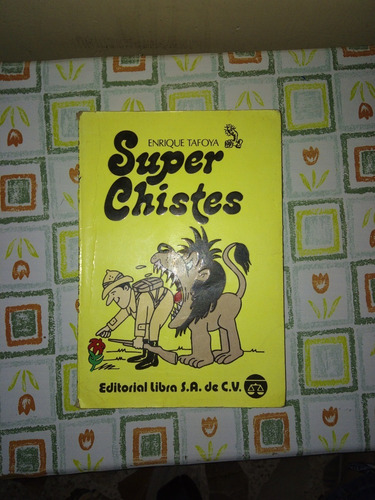 ENRIQUE TAFOYA
Super
Chistes
Editorial Libra S.A. de C.V.